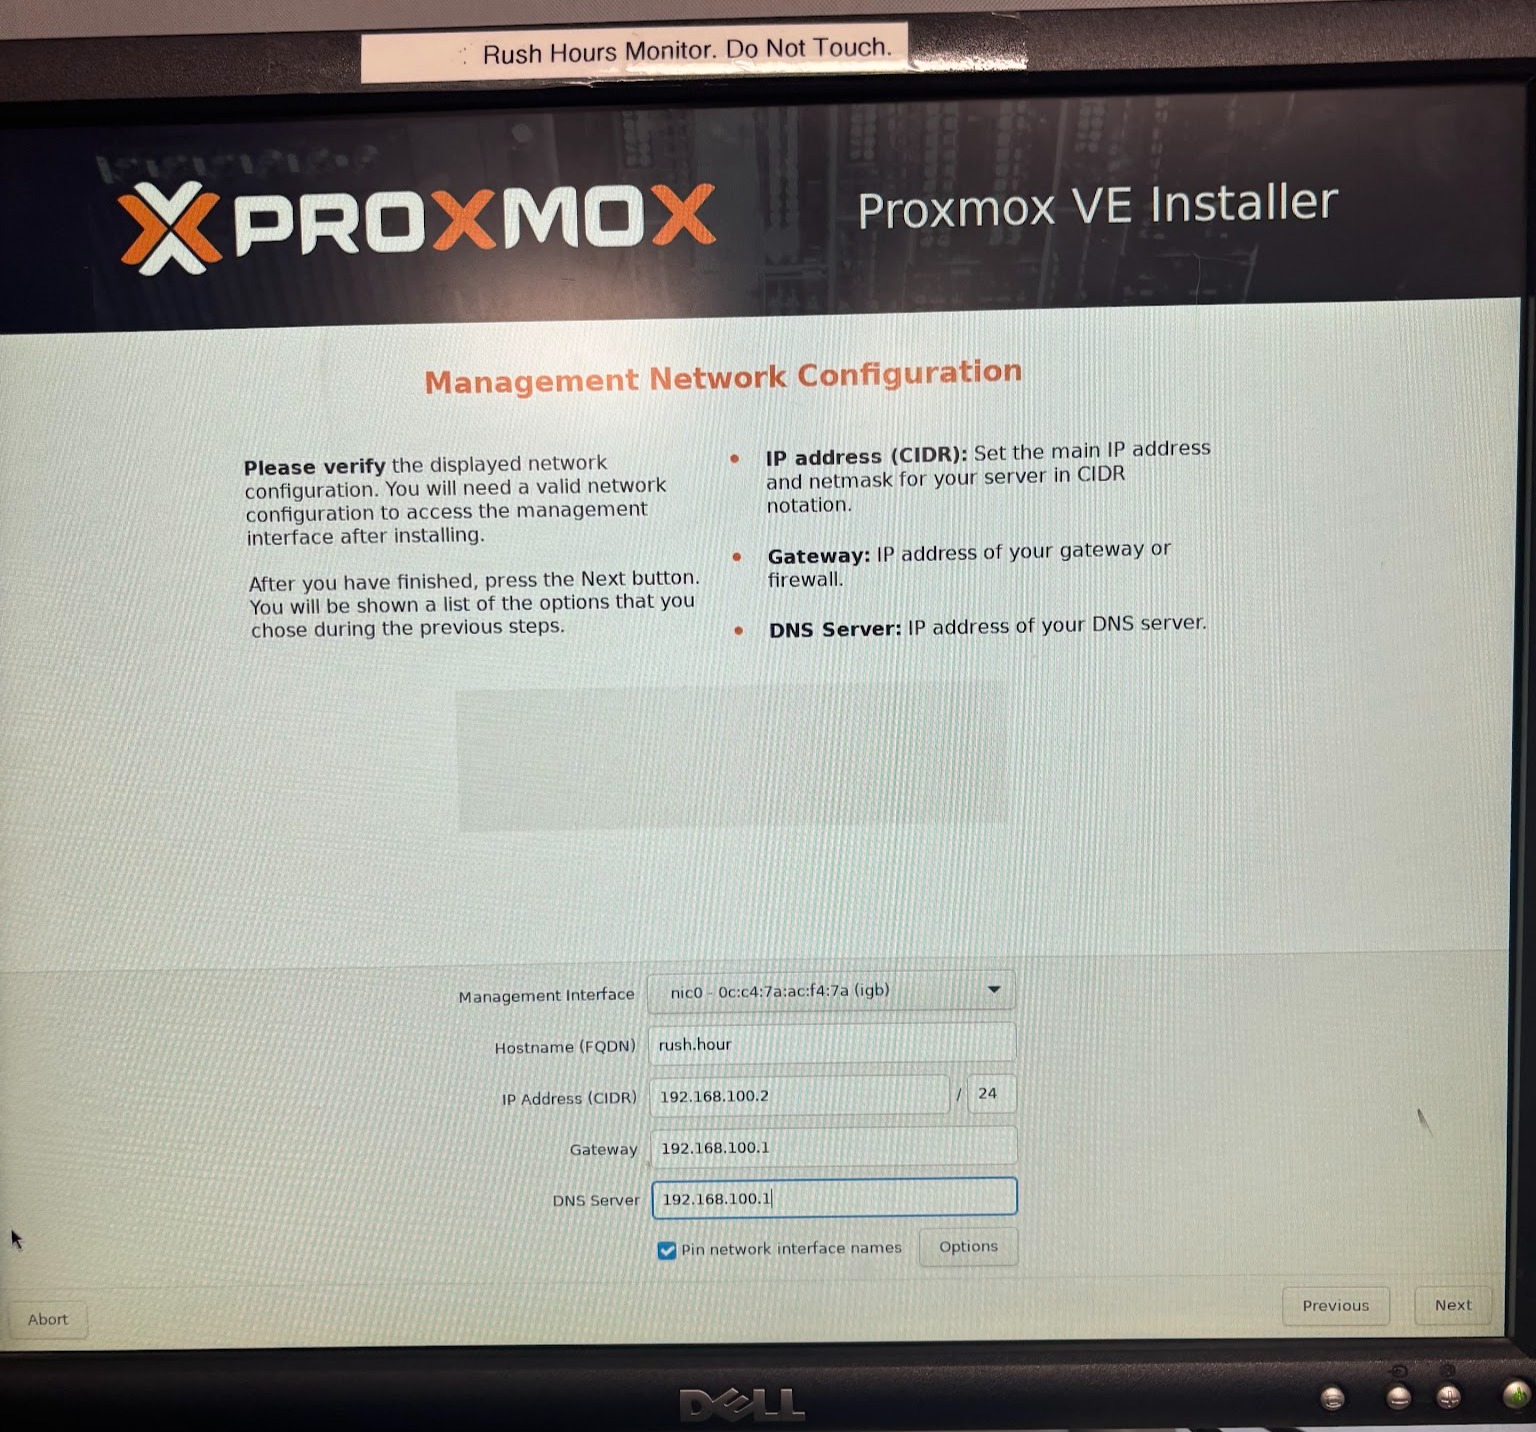 Rush Hours Monitor. Do Not Touch.
PROXMOX
Proxmox VE Installer
Management Network Configuration
Please verify the displayed network
configuration. You will need a valid network
configuration to access the management
interface after installing.
After you have finished, press the Next button.
You will be shown a list of the options that you
chose during the previous steps.
IP address (CIDR): Set the main IP address
and netmask for your server in CIDR
notation.
Gateway: IP address of your gateway or
firewall.
DNS Server: IP address of your DNS server.
Management Interface nic0 - 0c:c4:7a:ac:f4:7a (igb)
Hostname (FQDN) rush.hour
IP Address (CIDR) 192.168.100.2 / 24
Gateway 192.168.100.1
DNS Server 192.168.100.1
Pin network interface names Options
Abort Previous Next
DELL